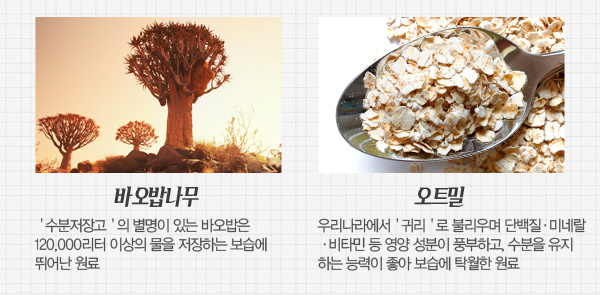 바오밥나무
'수분저장고'의 별명이 있는 바오밥은
120,000리터 이상의 물을 저장하는 보습에
뛰어난 원료
오트밀
우리나라에서 '귀리'로 불리우며 단백질·미네랄
·비타민 등 영양 성분이 풍부하고, 수분을 유지
하는 능력이 좋아 보습에 탁월한 원료